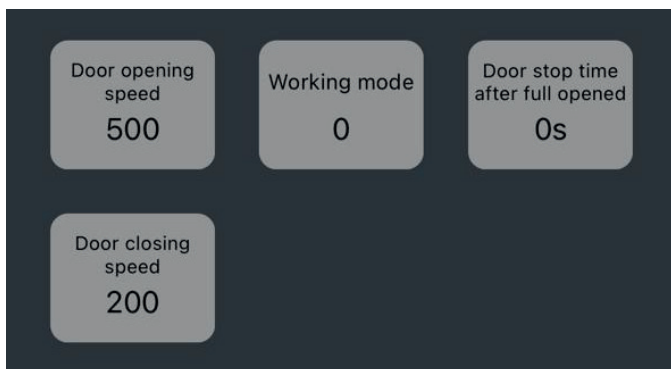 Door opening
speed
500
Working mode
0
Door stop time
after full opened
0s
Door closing
speed
200